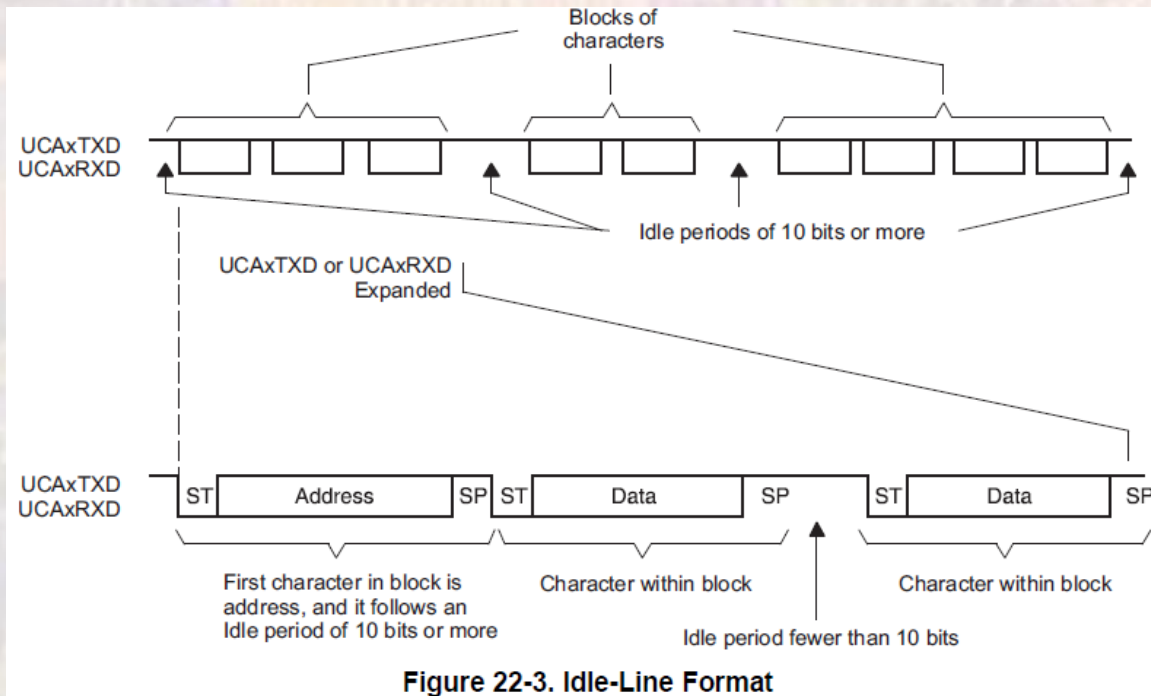 Blocks of
characters
UCAxTXD
UCAxRXD
Idle periods of 10 bits or more
UCAxTXD or UCAxRXD
Expanded
UCAxTXD
UCAxRXD
ST
Address
SP
ST
Data
SP
ST
Data
SP
First character in block is
address, and it follows an
Idle period of 10 bits or more
Character within block
Character within block
Idle period fewer than 10 bits
Figure 22-3. Idle-Line Format